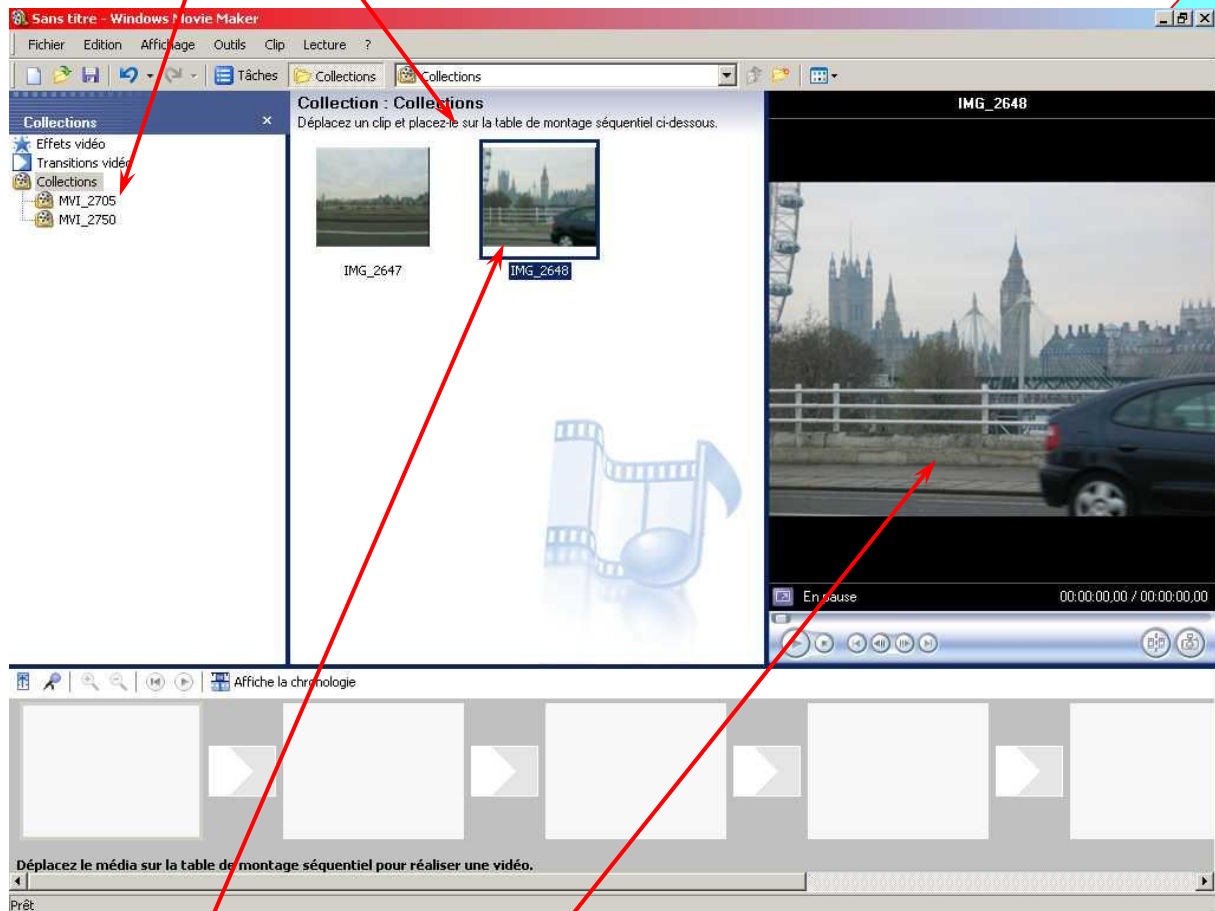 Sans titre - Windows Movie Maker
Fichier Edition Affichage Outils Clip Lecture ?
Tâches Collections Collections
Collections ×
Effets vidéo
Transitions vidéo
Collections
MVI_2705
MVI_2750
Collection : Collections
Déplacez un clip et placez-le sur la table de montage séquentiel ci-dessous.
IMG_2647
IMG_2648
IMG_2648
En pause 00:00:00,00 / 00:00:00,00
Affiche la chronologie
Déplacez le média sur la table de montage séquentiel pour réaliser une vidéo.
Prêt